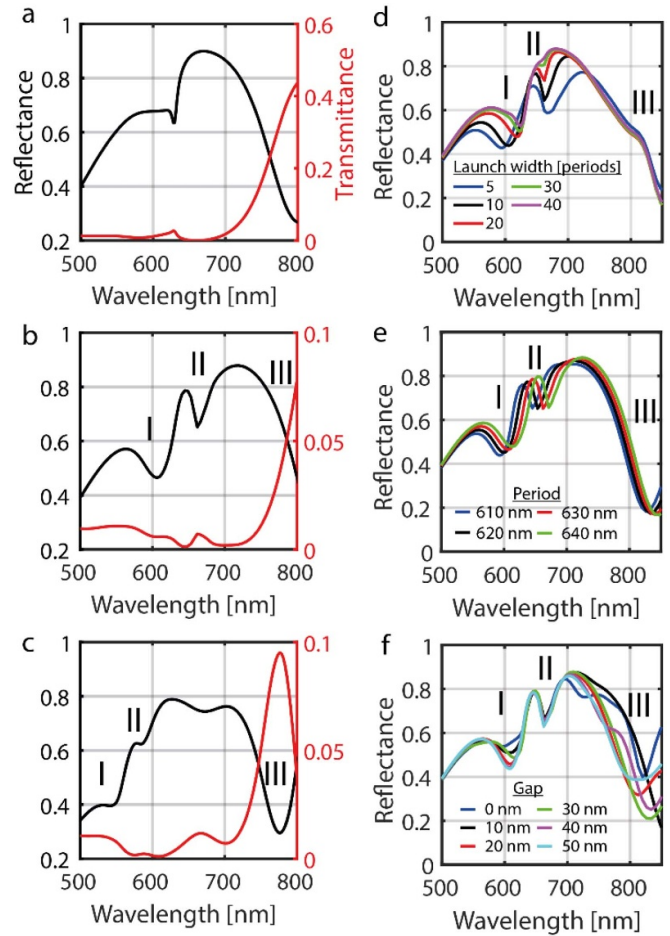 a
Reflectance
1
0.8
0.6
0.4
0.2
0.6
0.4
0.2
0
Transmittance
500 600 700 800
Wavelength [nm]
b
Reflectance
1
0.8
0.6
0.4
0.2
I
II
III
0.1
0.05
0
500 600 700 800
Wavelength [nm]
c
Reflectance
1
0.8
0.6
0.4
0.2
I
II
III
0.1
0.05
0
500 600 700 800
Wavelength [nm]
d
Reflectance
1
0.8
0.6
0.4
0.2
0
I
II
III
Launch width [periods]
5 30
10 40
20
500 600 700 800
Wavelength [nm]
e
Reflectance
1
0.8
0.6
0.4
0.2
0
I
II
III
Period
610 nm 630 nm
620 nm 640 nm
500 600 700 800
Wavelength [nm]
f
Reflectance
1
0.8
0.6
0.4
0.2
0
I
II
III
Gap
0 nm 30 nm
10 nm 40 nm
20 nm 50 nm
500 600 700 800
Wavelength [nm]